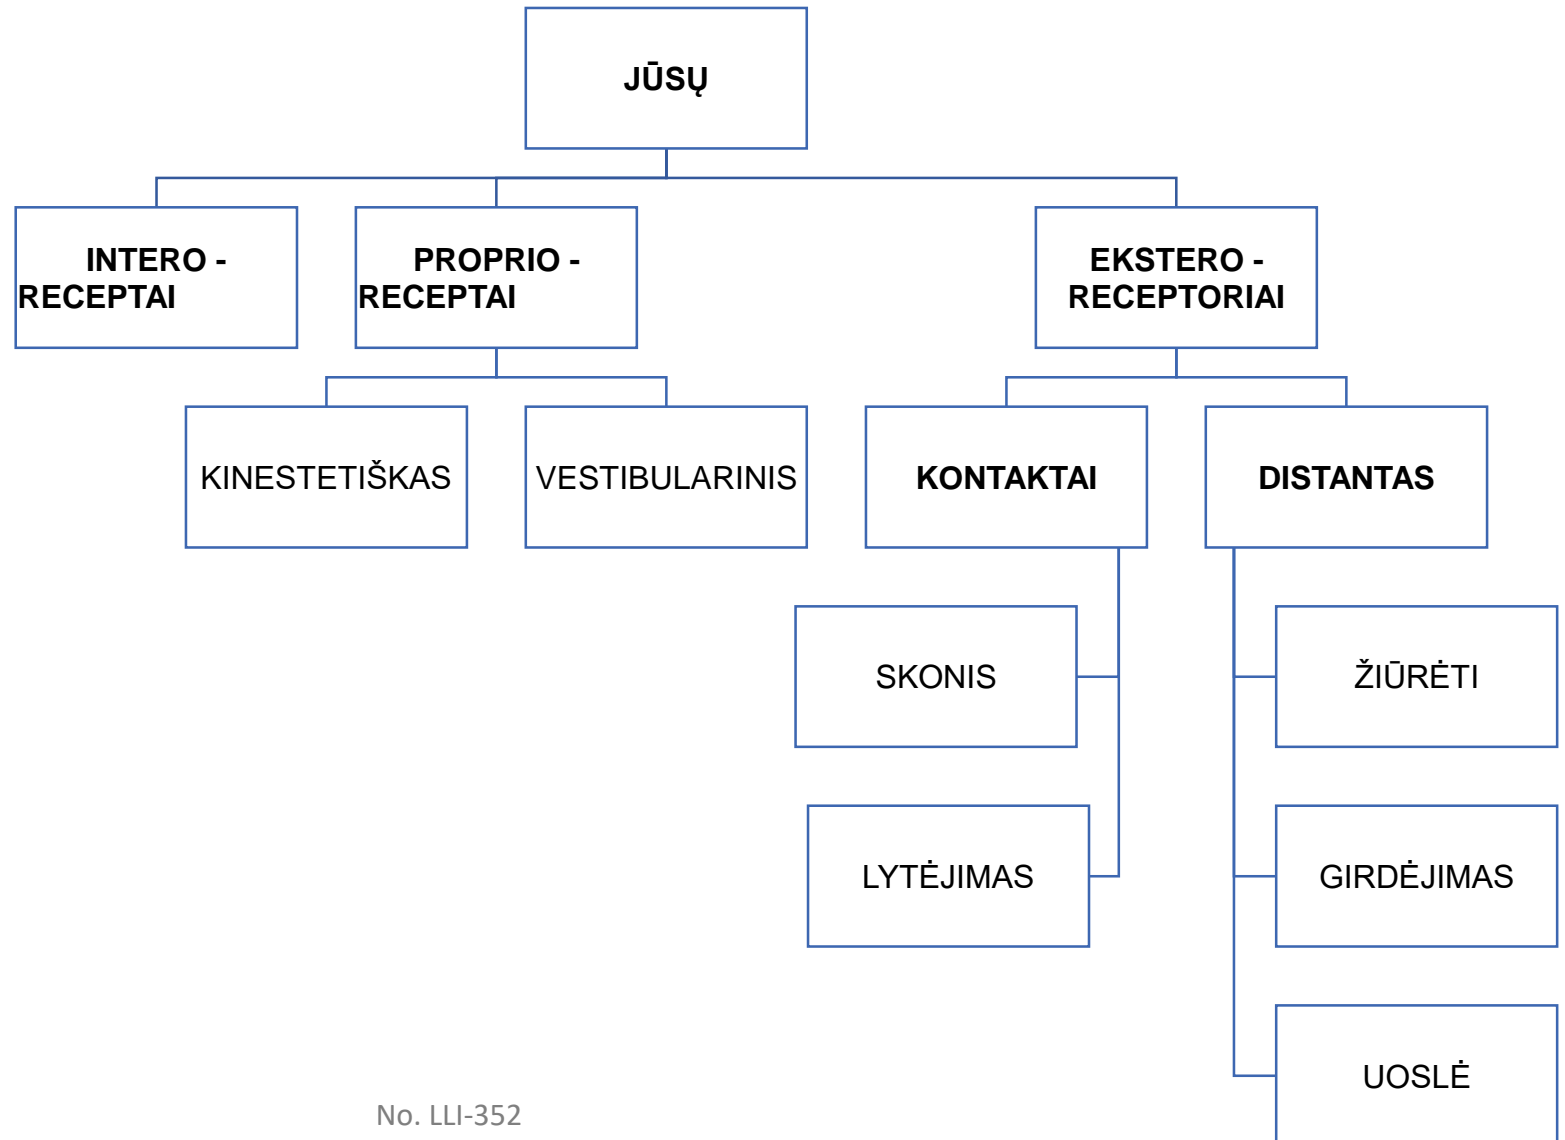 JŪSŲ
INTERO -
RECEPTAI
PROPRIO -
RECEPTAI
EKSTERO -
RECEPTORIAI
KINESTETIŠKAS
VESTIBULARINIS
KONTAKTAI
DISTANTAS
SKONIS
ŽIŪRĖTI
LYTĖJIMAS
GIRDĖJIMAS
UOSLĖ
No. LLI-352